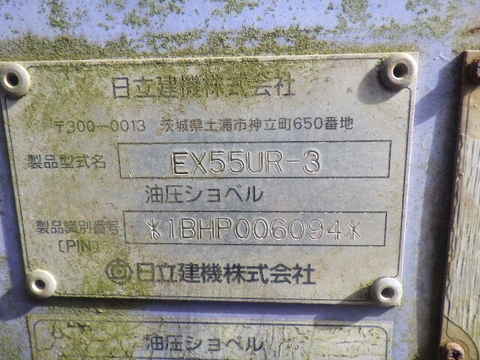 日立建機株式会社
〒300-0013 茨城県土浦市神立町650番地
製品型式名 EX55UR-3
油圧ショベル
製品識別番号 *1BHP006094*
〔PIN〕
日立建機株式会社
油圧ショベル